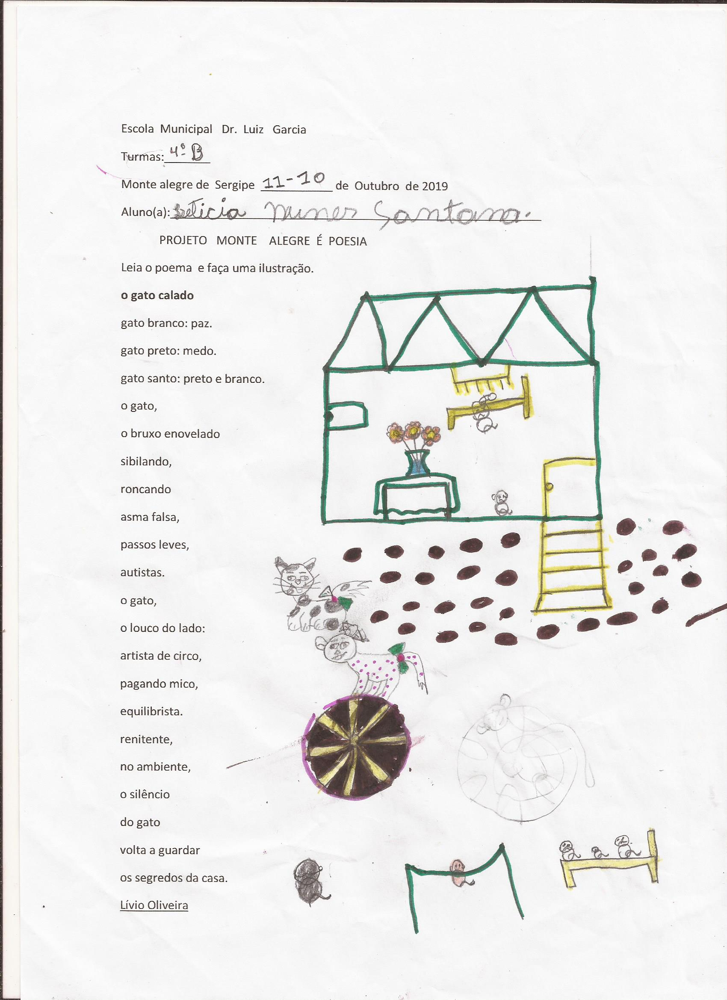 Escola Municipal Dr. Luiz Garcia
Turmas: 4º B
Monte alegre de Sergipe 11-10 de Outubro de 2019
Aluno(a): Leticia Nunes Santana.
PROJETO MONTE ALEGRE É POESIA
Leia o poema e faça uma ilustração.
o gato calado
gato branco: paz.
gato preto: medo.
gato santo: preto e branco.
o gato,
o bruxo enovelado
sibilando,
roncando
asma falsa,
passos leves,
autistas.
o gato,
o louco do lado:
artista de circo,
pagando mico,
equilibrista.
renitente,
no ambiente,
o silêncio
do gato
volta a guardar
os segredos da casa.
Lívio Oliveira